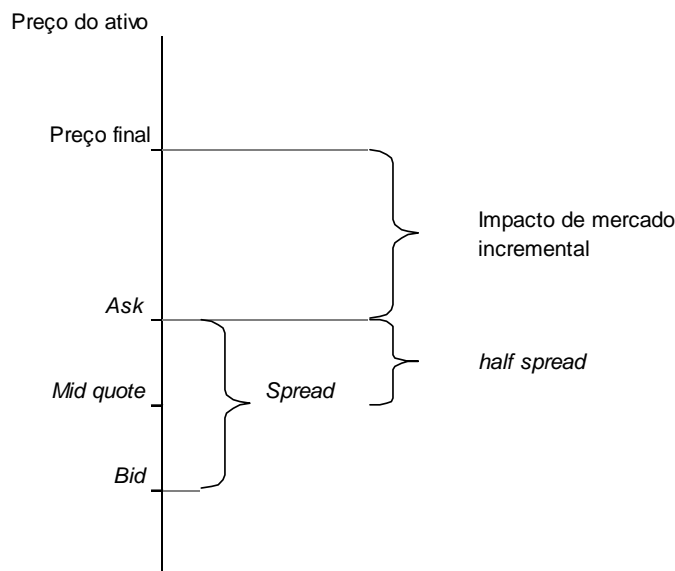 Preço do ativo
Preço final
Impacto de mercado
incremental
Ask
half spread
Mid quote
Spread
Bid